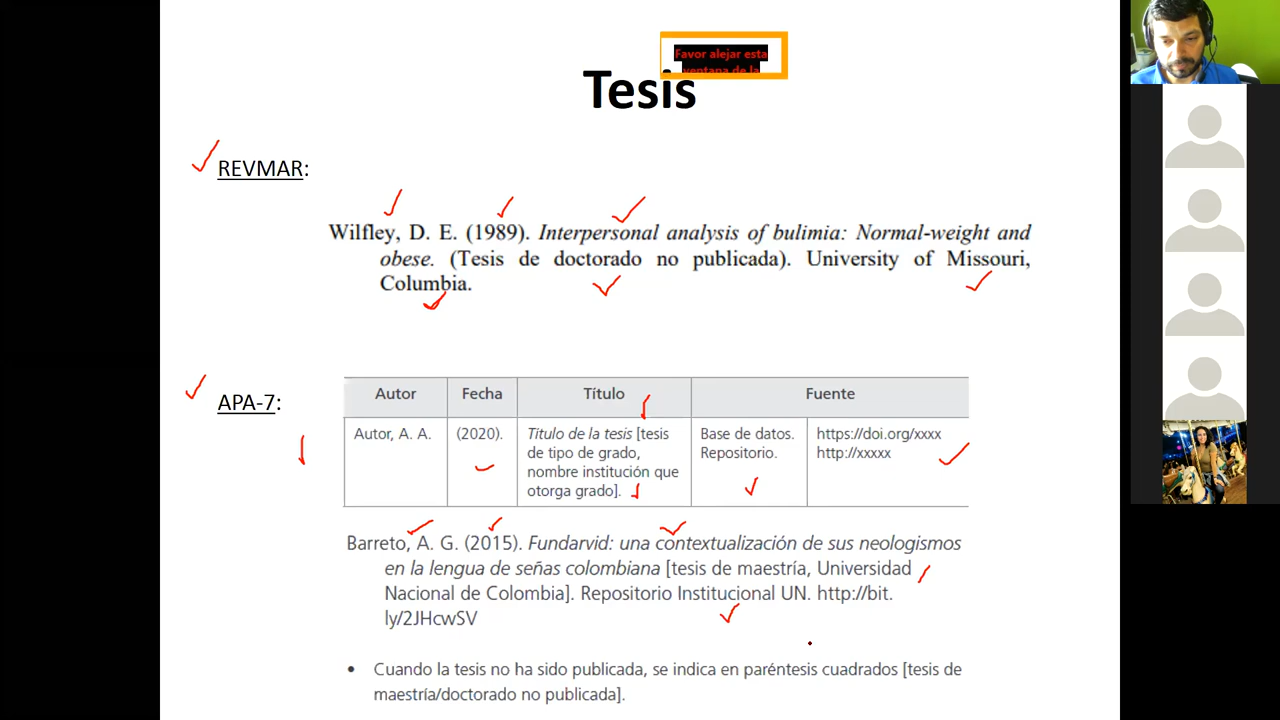 Favor alejar esta
ventana de la
Tesis
REVMAR:
Wilfley, D. E. (1989). Interpersonal analysis of bulimia: Normal-weight and
obese. (Tesis de doctorado no publicada). University of Missouri,
Columbia.
APA-7:
Autor Fecha Título Fuente
Autor, A. A. (2020). Título de la tesis [tesis Base de datos. https://doi.org/xxxx
de tipo de grado, Repositorio. http://xxxxx
nombre institución que
otorga grado].
Barreto, A. G. (2015). Fundarvid: una contextualización de sus neologismos
en la lengua de señas colombiana [tesis de maestría, Universidad
Nacional de Colombia]. Repositorio Institucional UN. http://bit.
ly/2JHcwSV
• Cuando la tesis no ha sido publicada, se indica en paréntesis cuadrados [tesis de
maestría/doctorado no publicada].